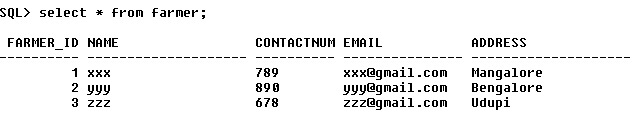 SQL> select * from farmer;
FARMER_ID NAME CONTACTNUM EMAIL ADDRESS
---------- -------------------- ---------- --------------- --------------------
1 xxx 789 xxx@gmail.com Mangalore
2 yyy 890 yyy@gmail.com Bengalore
3 zzz 678 zzz@gmail.com Udupi